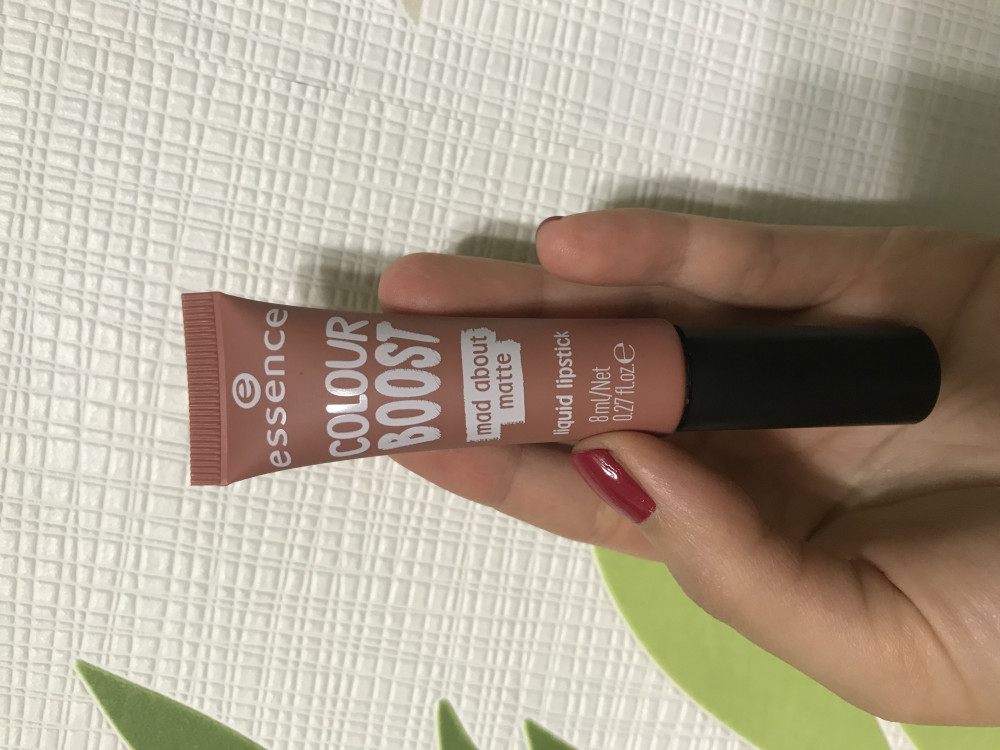 e
essence
COLOUR
BOOST
mad about
matte
liquid lipstick
8 ml/Net
0.27 fl.oz. ℮